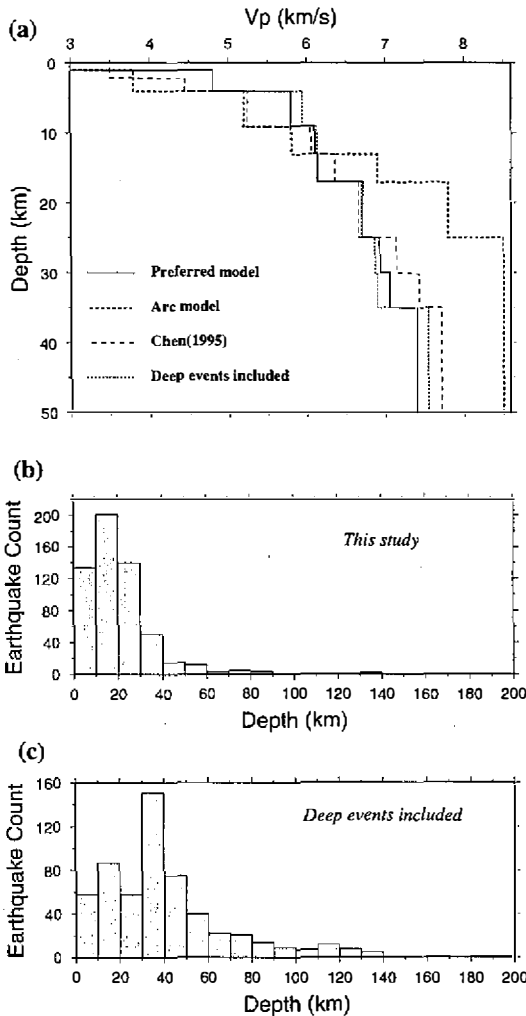 (a)
Vp (km/s)
3 4 5 6 7 8
0
10
20
30
40
50
Depth (km)
Preferred model
Arc model
Chen(1995)
Deep events included
(b)
200
160
120
80
40
0
Earthquake Count
This study
0 20 40 60 80 100 120 140 160 180 200
Depth (km)
(c)
160
120
80
40
0
Earthquake Count
Deep events included
0 20 40 60 80 100 120 140 160 180 200
Depth (km)